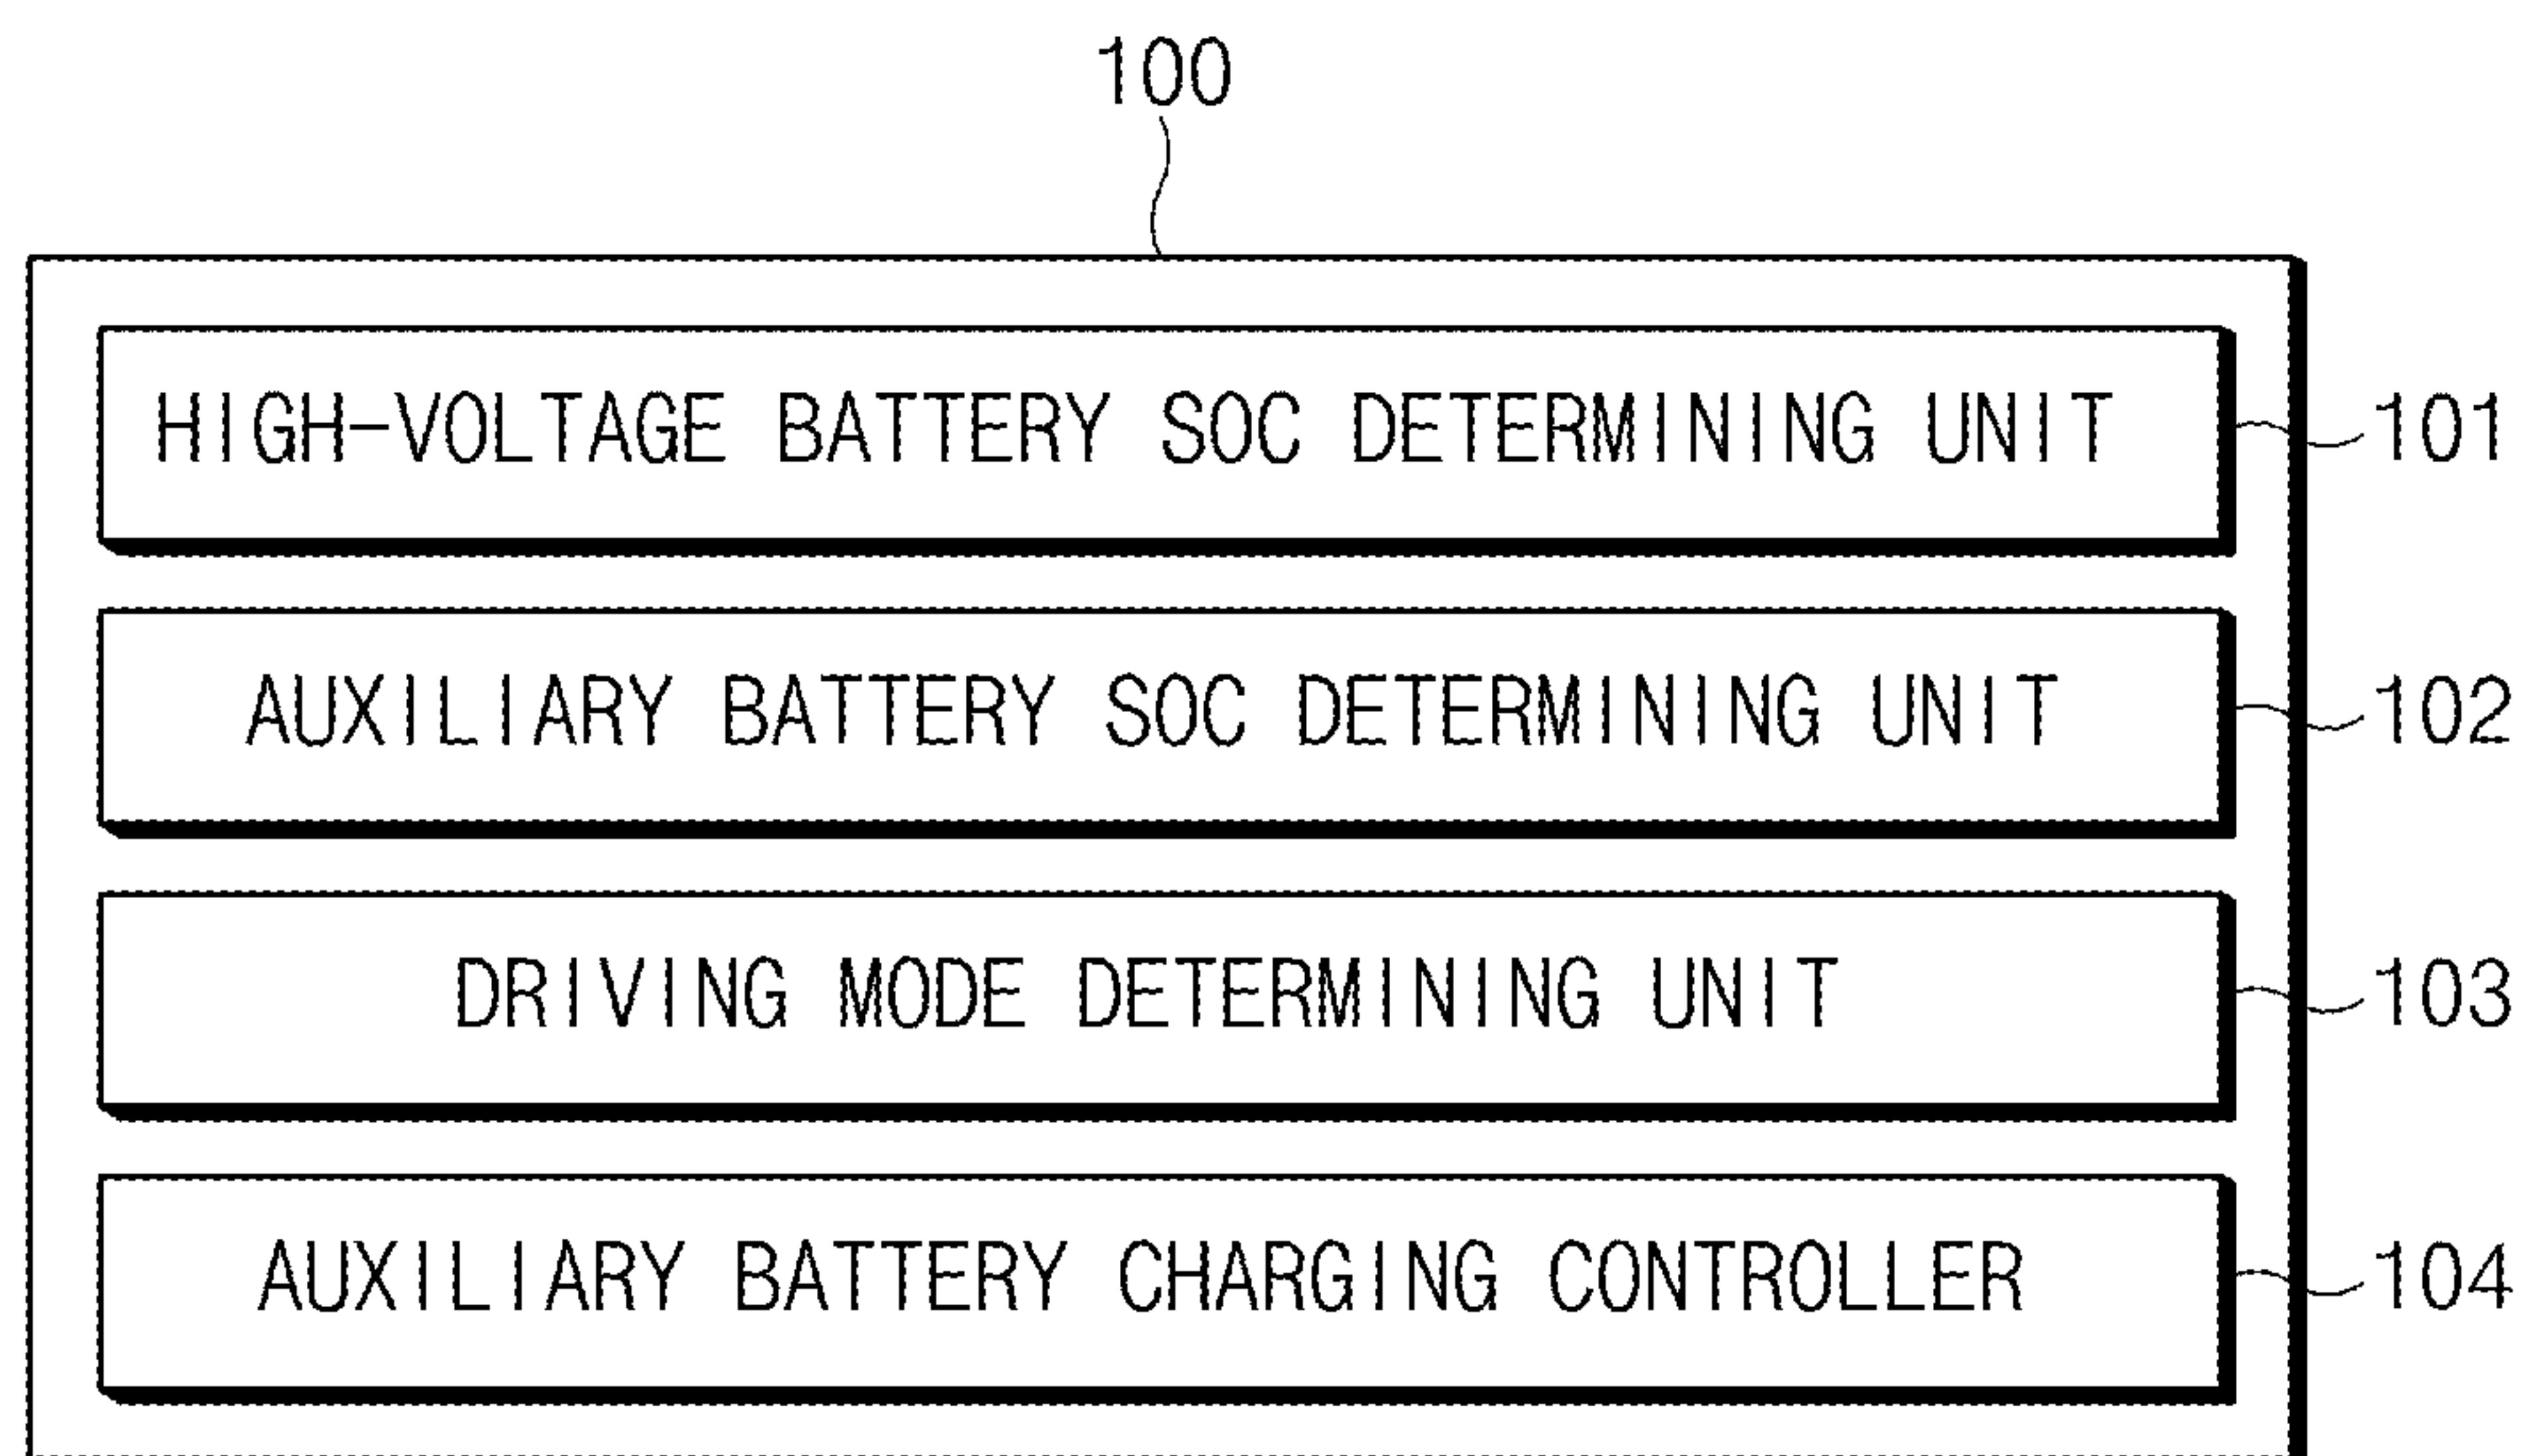 100
HIGH-VOLTAGE BATTERY SOC DETERMINING UNIT
101
AUXILIARY BATTERY SOC DETERMINING UNIT
102
DRIVING MODE DETERMINING UNIT
103
AUXILIARY BATTERY CHARGING CONTROLLER
104